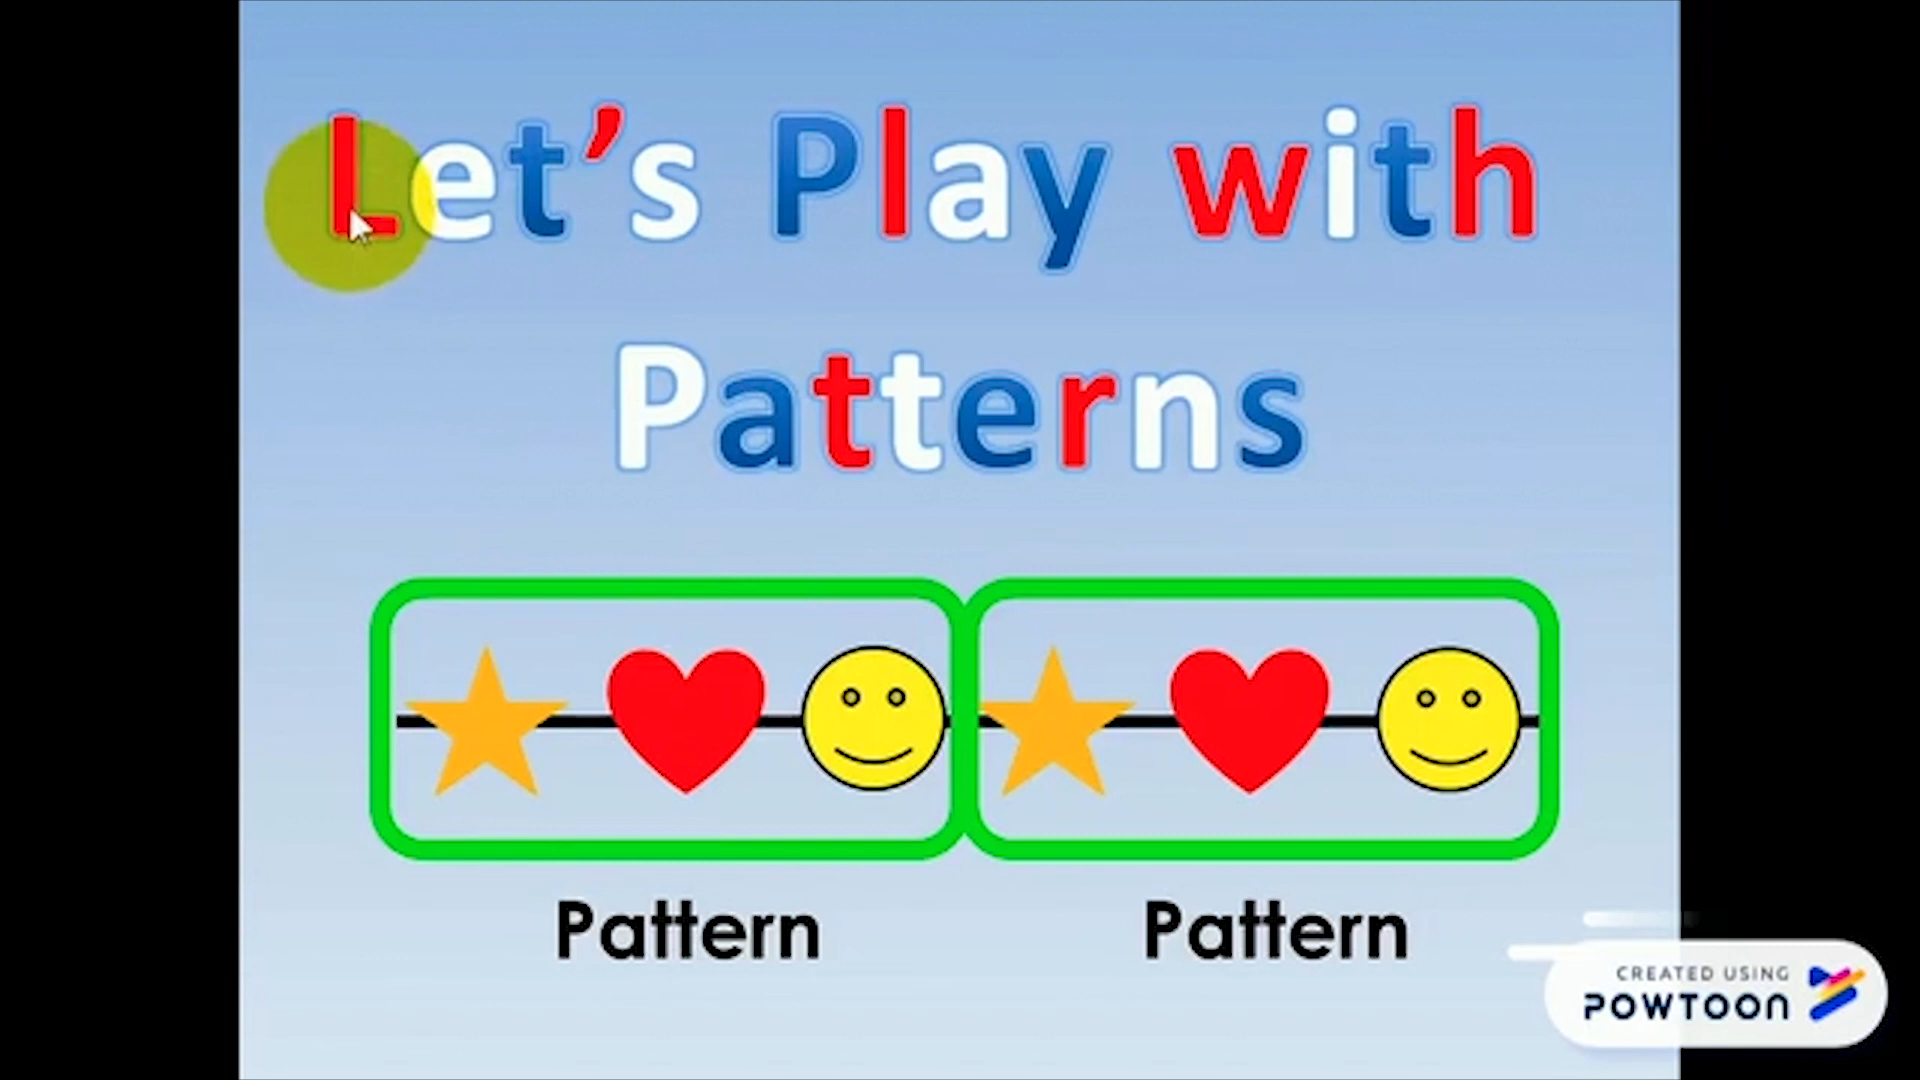 Let’s Play with
Patterns
Pattern Pattern
CREATED USING
POWTOON